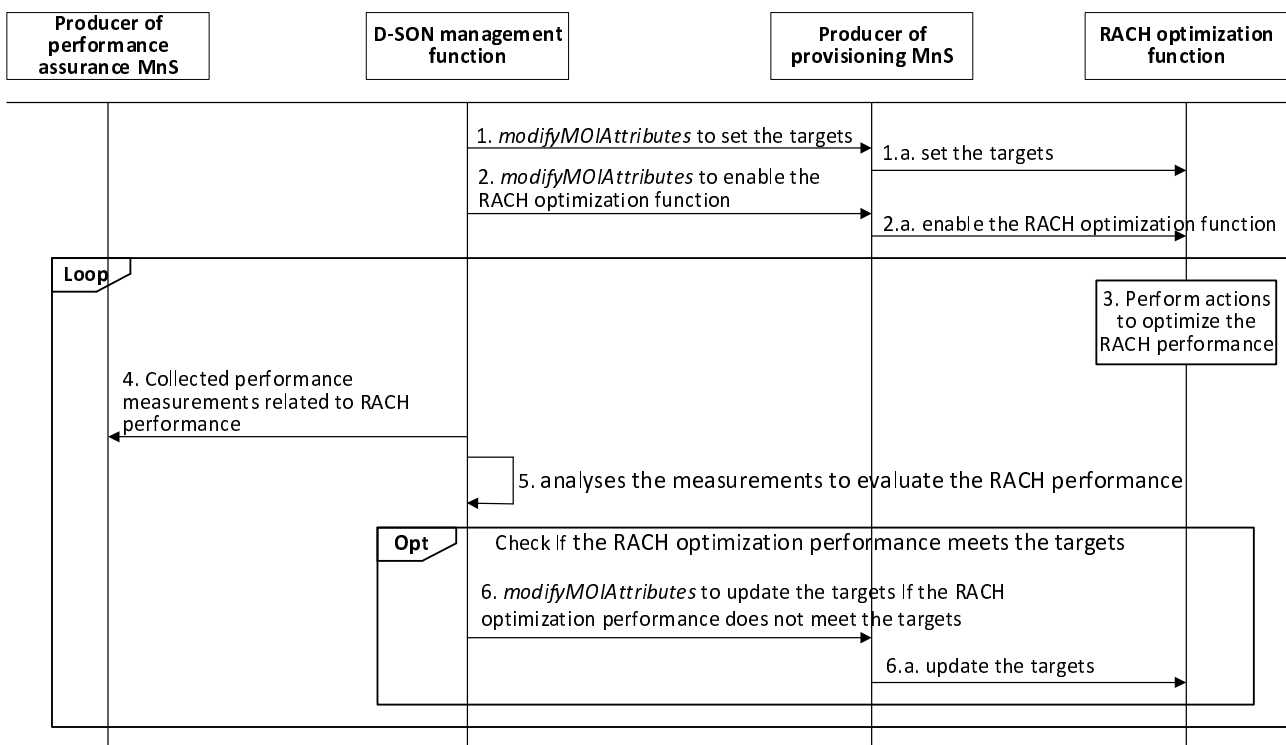 Producer of
performance
assurance MnS
D-SON management
function
Producer of
provisioning MnS
RACH optimization
function
1. modifyMOIAttributes to set the targets
1.a. set the targets
2. modifyMOIAttributes to enable the
RACH optimization function
2.a. enable the RACH optimization function
Loop
3. Perform actions
to optimize the
RACH performance
4. Collected performance
measurements related to RACH
performance
5. analyses the measurements to evaluate the RACH performance
Opt
Check If the RACH optimization performance meets the targets
6. modifyMOIAttributes to update the targets If the RACH
optimization performance does not meet the targets
6.a. update the targets